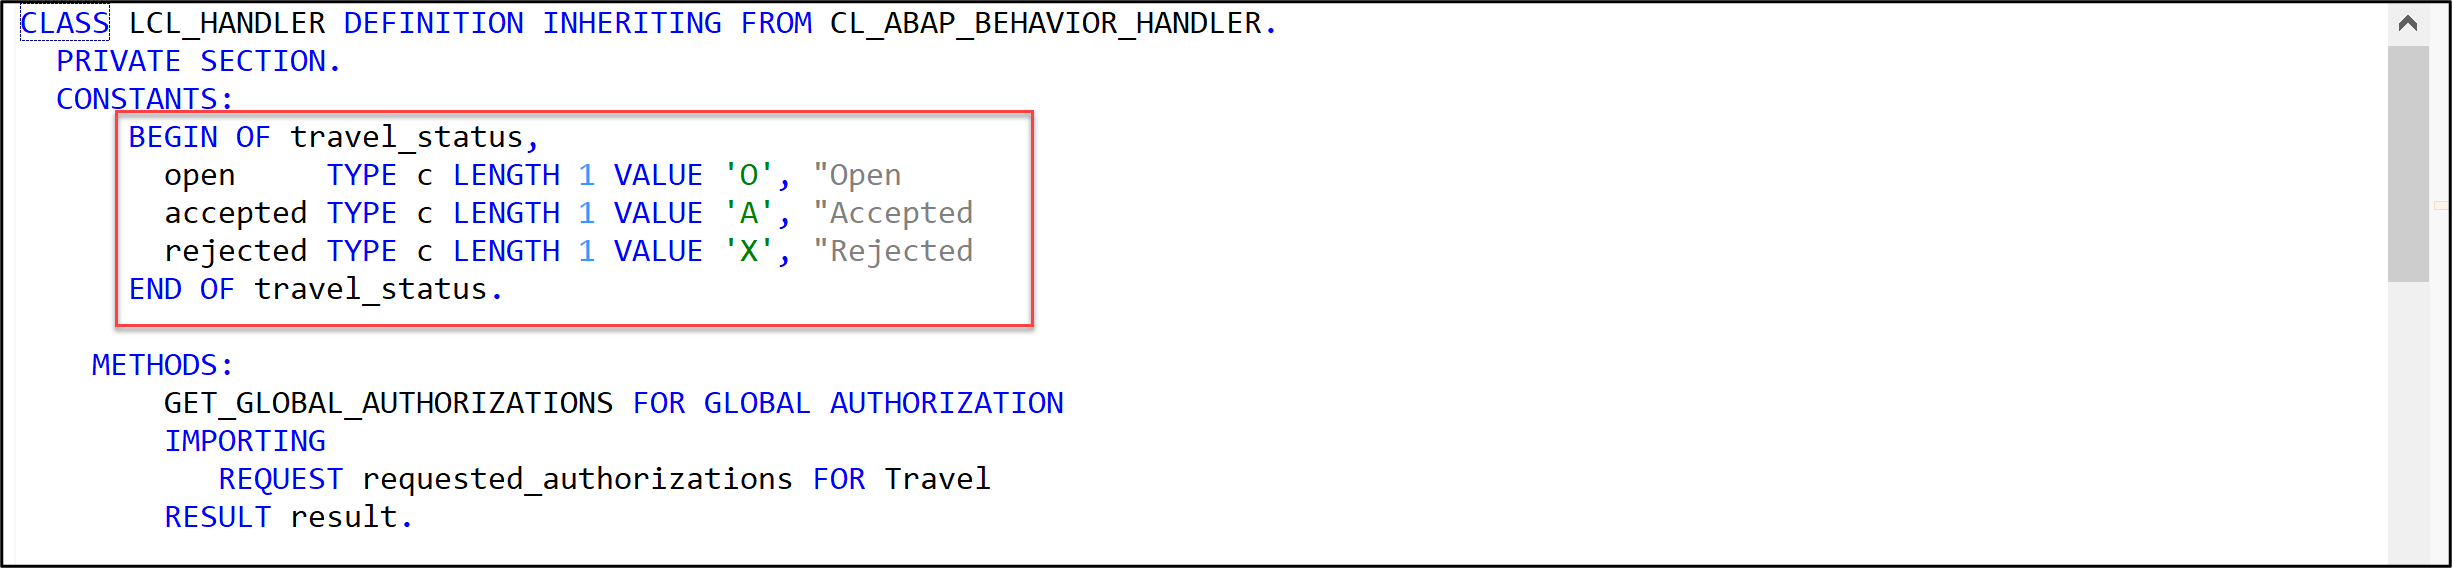 CLASS LCL_HANDLER DEFINITION INHERITING FROM CL_ABAP_BEHAVIOR_HANDLER.
PRIVATE SECTION.
CONSTANTS:
BEGIN OF travel_status,
open TYPE c LENGTH 1 VALUE 'O', "Open
accepted TYPE c LENGTH 1 VALUE 'A', "Accepted
rejected TYPE c LENGTH 1 VALUE 'X', "Rejected
END OF travel_status.
METHODS:
GET_GLOBAL_AUTHORIZATIONS FOR GLOBAL AUTHORIZATION
IMPORTING
REQUEST requested_authorizations FOR Travel
RESULT result.